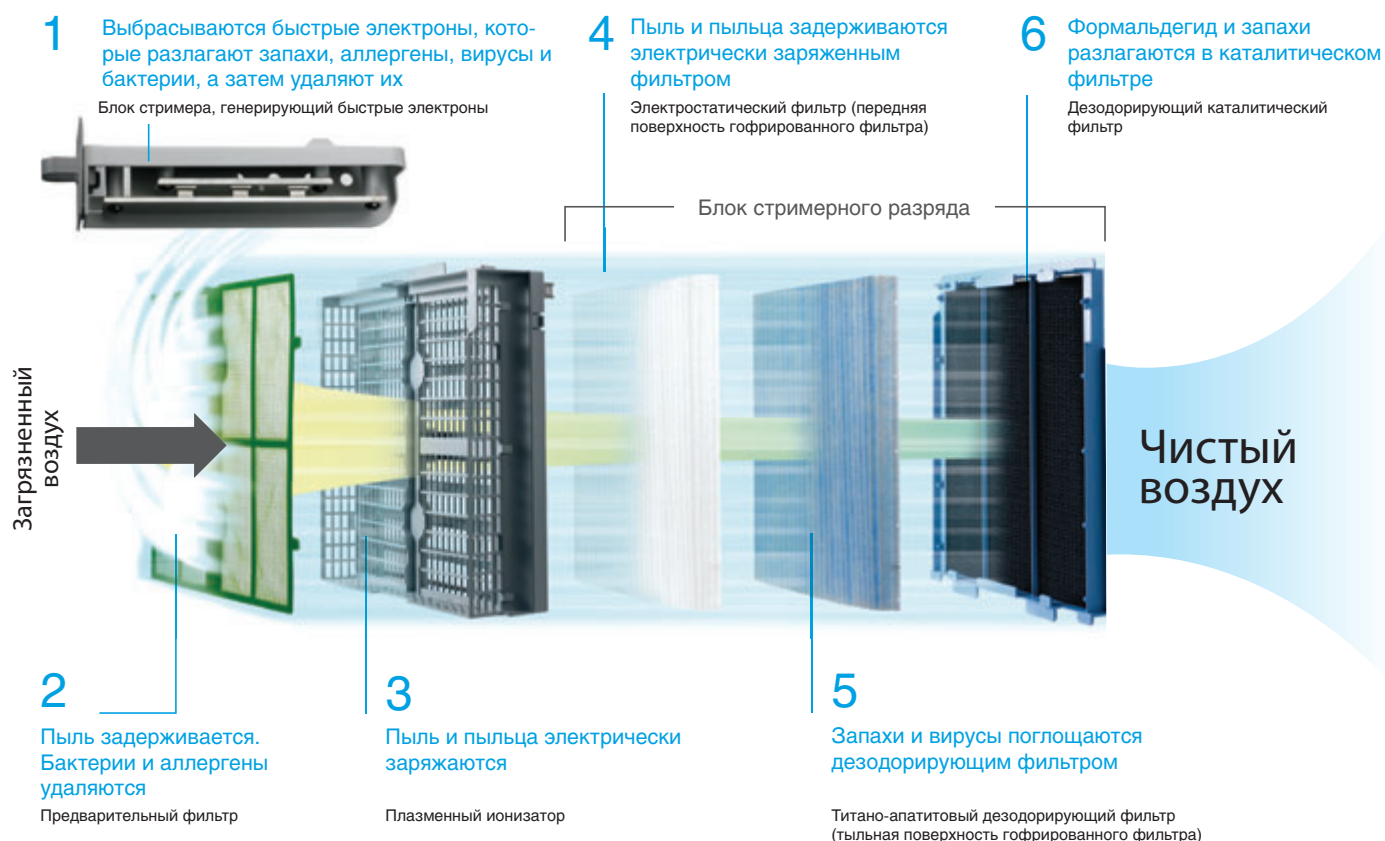 1
Выбрасываются быстрые электроны, кото-
рые разлагают запахи, аллергены, вирусы и
бактерии, а затем удаляют их
Блок стримера, генерирующий быстрые электроны
4
Пыль и пыльца задерживаются
электрически заряженным
фильтром
Электростатический фильтр (передняя
поверхность гофрированного фильтра)
6
Формальдегид и запахи
разлагаются в каталитическом
фильтре
Дезодорирующий каталитический
фильтр
Блок стримерного разряда
Загрязненный
воздух
Чистый
воздух
2
Пыль задерживается.
Бактерии и аллергены
удаляются
Предварительный фильтр
3
Пыль и пыльца электрически
заряжаются
Плазменный ионизатор
5
Запахи и вирусы поглощаются
дезодорирующим фильтром
Титано-апатитовый дезодорирующий фильтр
(тыльная поверхность гофрированного фильтра)